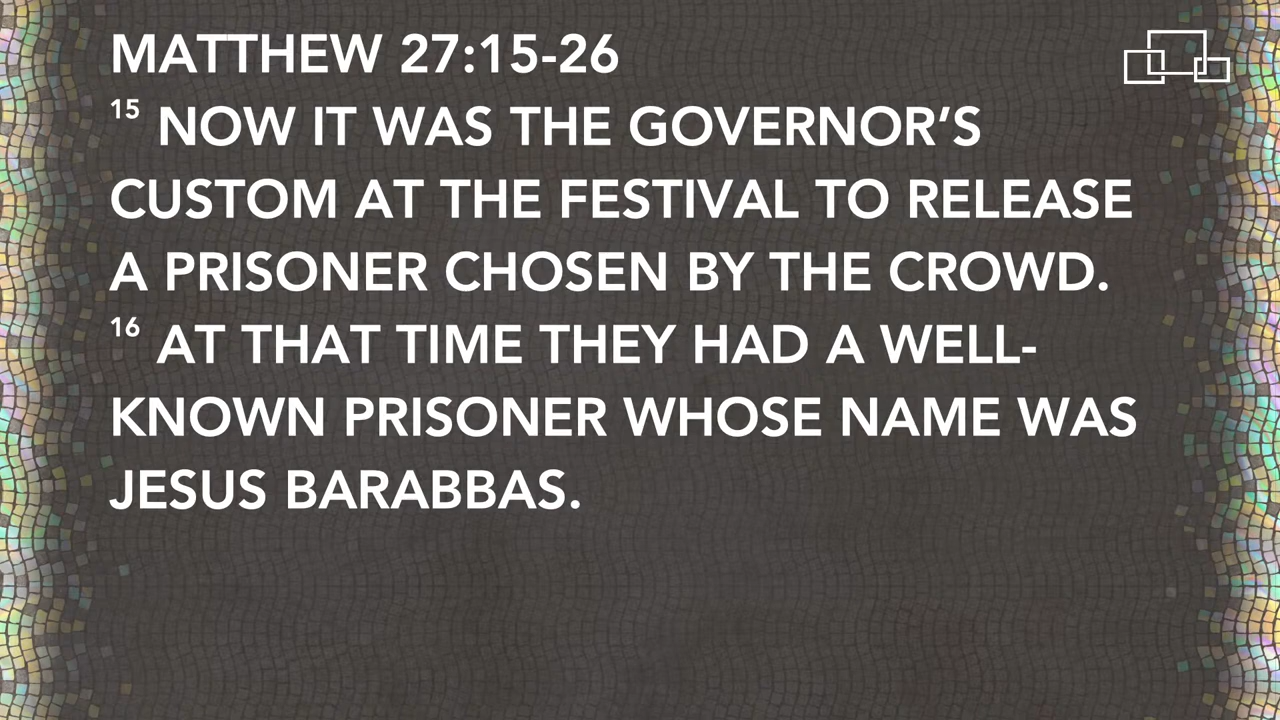 MATTHEW 27:15-26
15 NOW IT WAS THE GOVERNOR’S
CUSTOM AT THE FESTIVAL TO RELEASE
A PRISONER CHOSEN BY THE CROWD.
16 AT THAT TIME THEY HAD A WELL-
KNOWN PRISONER WHOSE NAME WAS
JESUS BARABBAS.